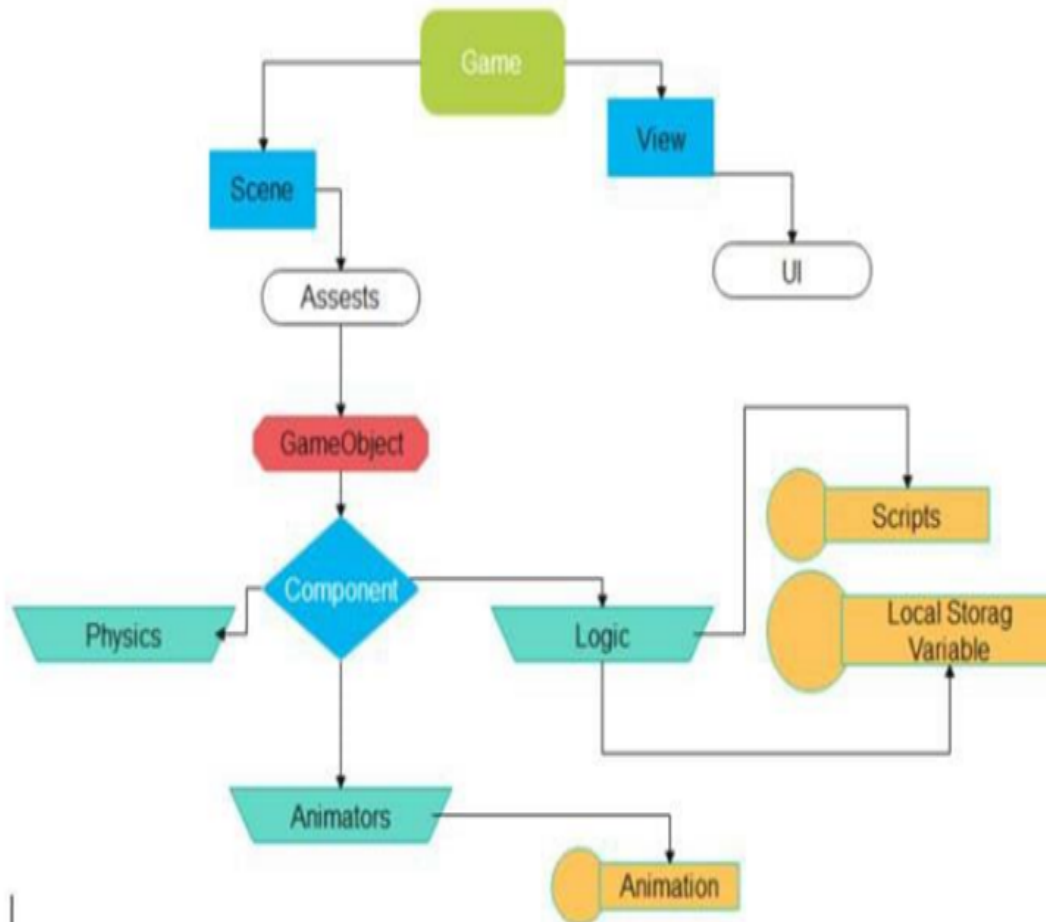 Game
View
Scene
UI
Assests
GameObject
Scripts
Component
Local Storag
Variable
Physics
Logic
Animators
Animation